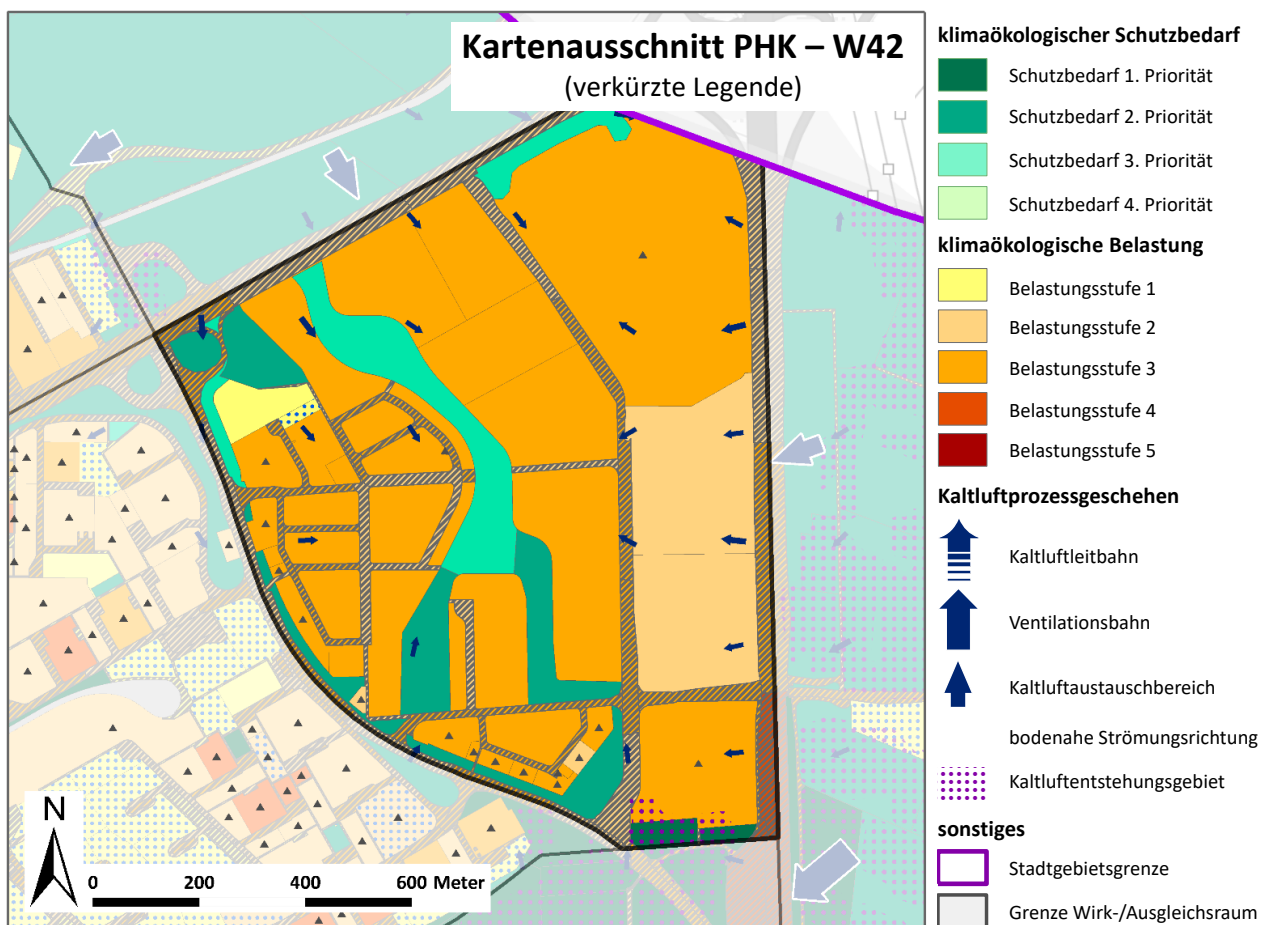 Kartenausschnitt PHK – W42
(verkürzte Legende)
klimaökologischer Schutzbedarf
Schutzbedarf 1. Priorität
Schutzbedarf 2. Priorität
Schutzbedarf 3. Priorität
Schutzbedarf 4. Priorität
klimaökologische Belastung
Belastungsstufe 1
Belastungsstufe 2
Belastungsstufe 3
Belastungsstufe 4
Belastungsstufe 5
Kaltluftprozessgeschehen
Kaltluftleitbahn
Ventilationsbahn
Kaltluftaustauschbereich
bodenahe Strömungsrichtung
Kaltluftentstehungsgebiet
sonstiges
Stadtgebietsgrenze
Grenze Wirk-/Ausgleichsraum
N
0 200 400 600 Meter